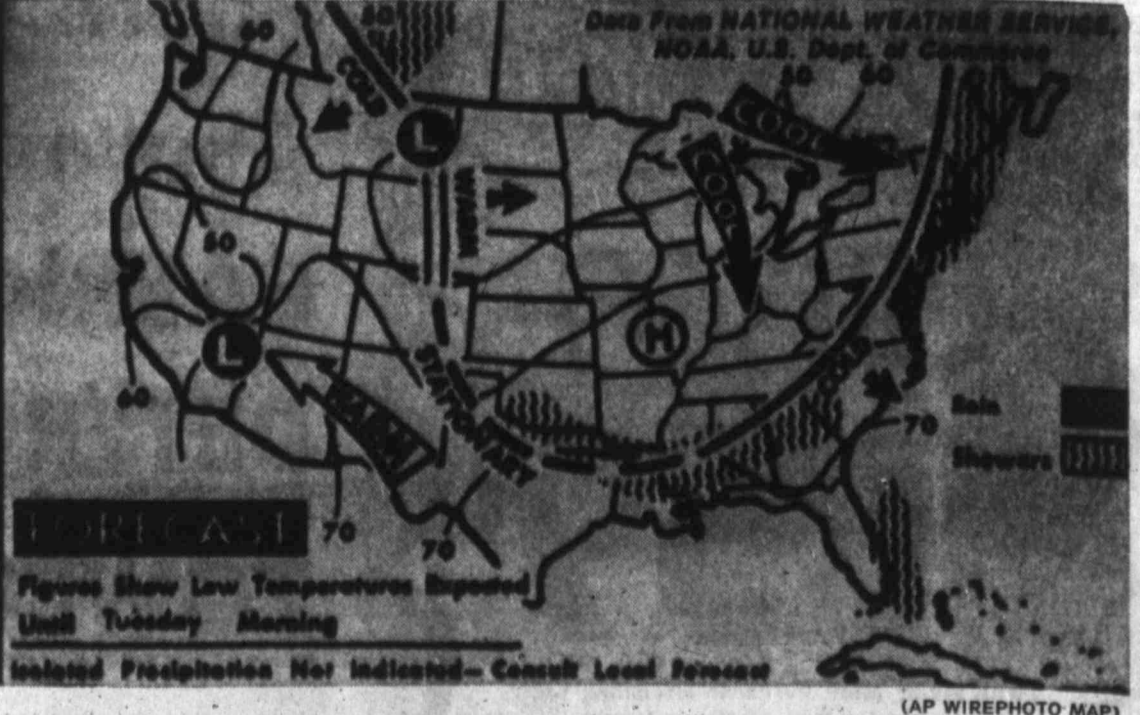 Data From NATIONAL WEATHER SERVICE,
NOAA, U.S. Dept. of Commerce
60
50
50
60
COLD
L
COOL
COOL
WARM
50
L
H
60
STATIONARY
COLD
WARM
70
Rain
Showers
FORECAST
70
70
Figures Show Low Temperatures Expected
Until Tuesday Morning
Isolated Precipitation Not Indicated— Consult Local Forecast
(AP WIREPHOTO MAP)